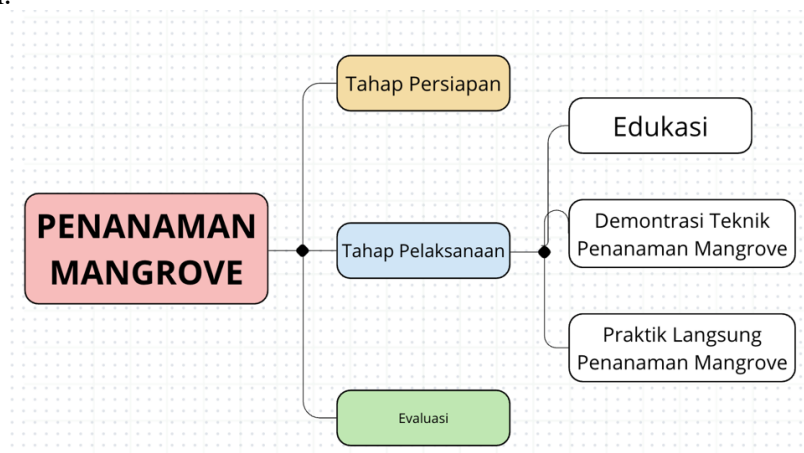 Tahap Persiapan
Edukasi
PENANAMAN
MANGROVE
Tahap Pelaksanaan
Demontrasi Teknik
Penanaman Mangrove
Praktik Langsung
Penanaman Mangrove
Evaluasi